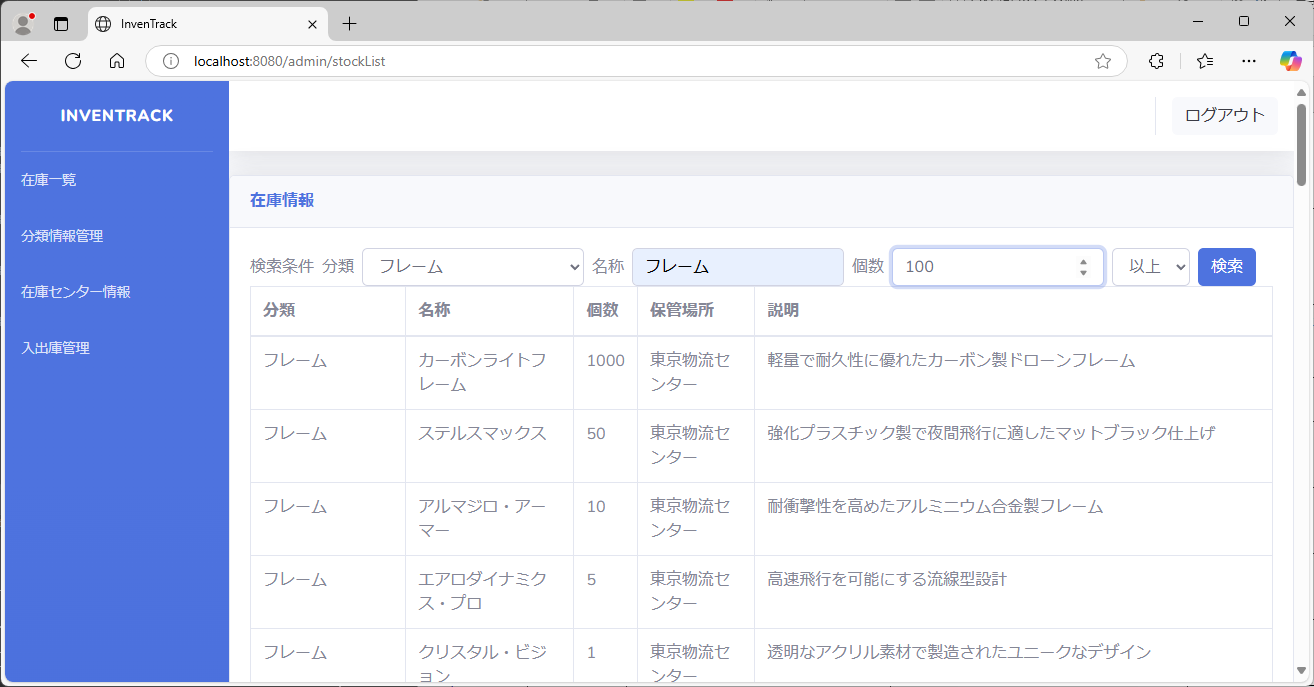 InvenTrack
localhost:8080/admin/stockList
INVENTRACK
ログアウト
在庫一覧
分類情報管理
在庫センター情報
入出庫管理
在庫情報
検索条件 分類 フレーム 名称 フレーム 個数 100 以上 検索
分類 名称 個数 保管場所 説明
フレーム カーボンライトフ 1000 東京物流セ 軽量で耐久性に優れたカーボン製ドローンフレーム
レーム ンター
フレーム ステルスマックス 50 東京物流セ 強化プラスチック製で夜間飛行に適したマットブラック仕上げ
ンター
フレーム アルマジロ・アー 10 東京物流セ 耐衝撃性を高めたアルミニウム合金製フレーム
マー ンター
フレーム エアロダイナミク 5 東京物流セ 高速飛行を可能にする流線型設計
ス・プロ ンター
フレーム クリスタル・ビジ 1 東京物流セ 透明なアクリル素材で製造されたユニークなデザイン
ョン ンター